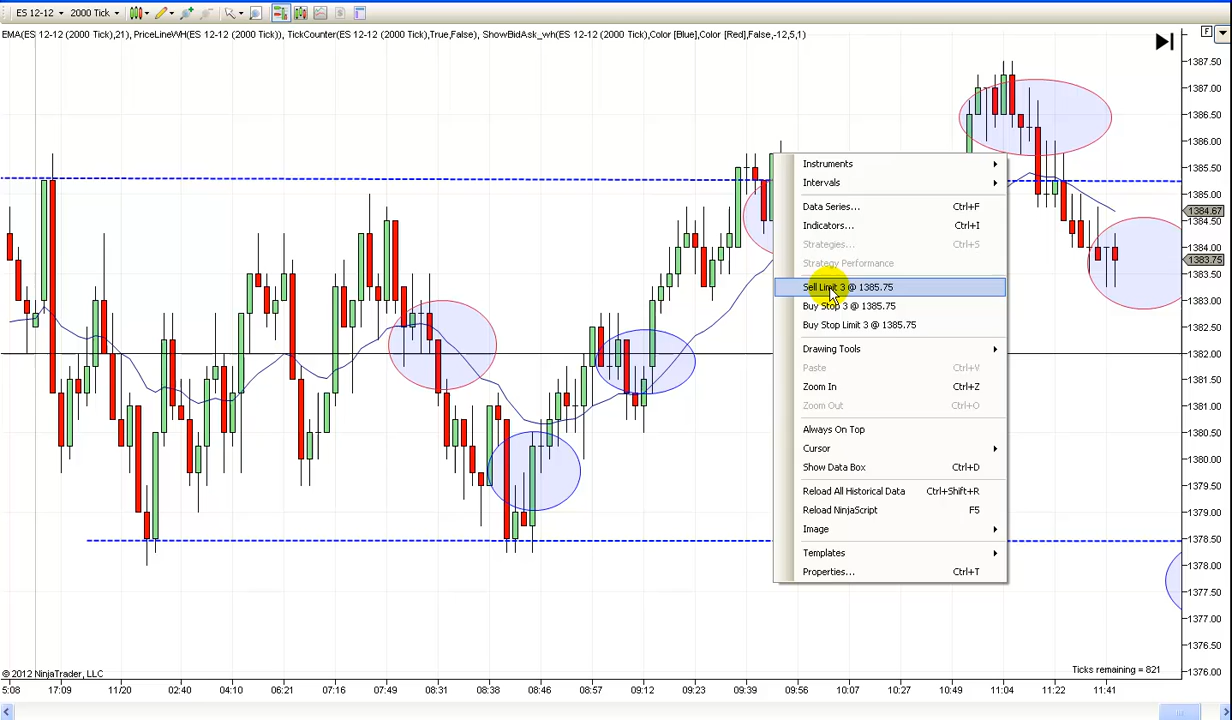 ES 12-12 2000 Tick
EMA(ES 12-12 (2000 Tick),21), PriceLineWH(ES 12-12 (2000 Tick)), TickCounter(ES 12-12 (2000 Tick),True,False), ShowBidAsk_wh(ES 12-12 (2000 Tick),Color [Blue],Color [Red],False,-12,5,1)
F
1387.50
1387.00
1386.50
1386.00
1385.50
1385.00
1384.67
1384.50
1384.00
1383.75
1383.50
1383.00
1382.50
1382.00
1381.50
1381.00
1380.50
1380.00
1379.50
1379.00
1378.50
1378.00
1377.50
1377.00
1376.50
1376.00
Instruments
Intervals
Data Series... Ctrl+F
Indicators... Ctrl+I
Strategies... Ctrl+S
Strategy Performance
Sell Limit 3 @ 1385.75
Buy Stop 3 @ 1385.75
Buy Stop Limit 3 @ 1385.75
Drawing Tools
Paste Ctrl+V
Zoom In Ctrl+Z
Zoom Out Ctrl+O
Always On Top
Cursor
Show Data Box Ctrl+D
Reload All Historical Data Ctrl+Shift+R
Reload NinjaScript F5
Image
Templates
Properties... Ctrl+T
© 2012 NinjaTrader, LLC
Ticks remaining = 821
5:08 17:09 11/20 02:40 04:10 06:21 07:16 07:49 08:31 08:38 08:46 08:57 09:12 09:23 09:39 09:56 10:07 10:27 10:49 11:04 11:22 11:41